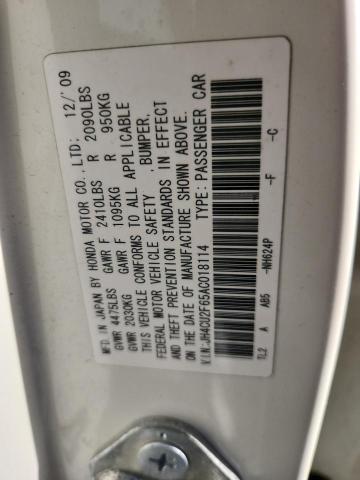 MFD. IN JAPAN BY HONDA MOTOR CO.,LTD: 12/'09
GVWR 4475LBS GAWR F 2410LBS R 2090LBS
GVWR 2030KG GAWR F 1095KG R 950KG
THIS VEHICLE CONFORMS TO ALL APPLICABLE
FEDERAL MOTOR VEHICLE SAFETY , BUMPER,
AND THEFT PREVENTION STANDARDS IN EFFECT
ON THE DATE OF MANUFACTURE SHOWN ABOVE.
V.I.N:JH4CU2F65AC018114 TYPE: PASSENGER CAR
TL2 A AB5 -NH624P -F -C